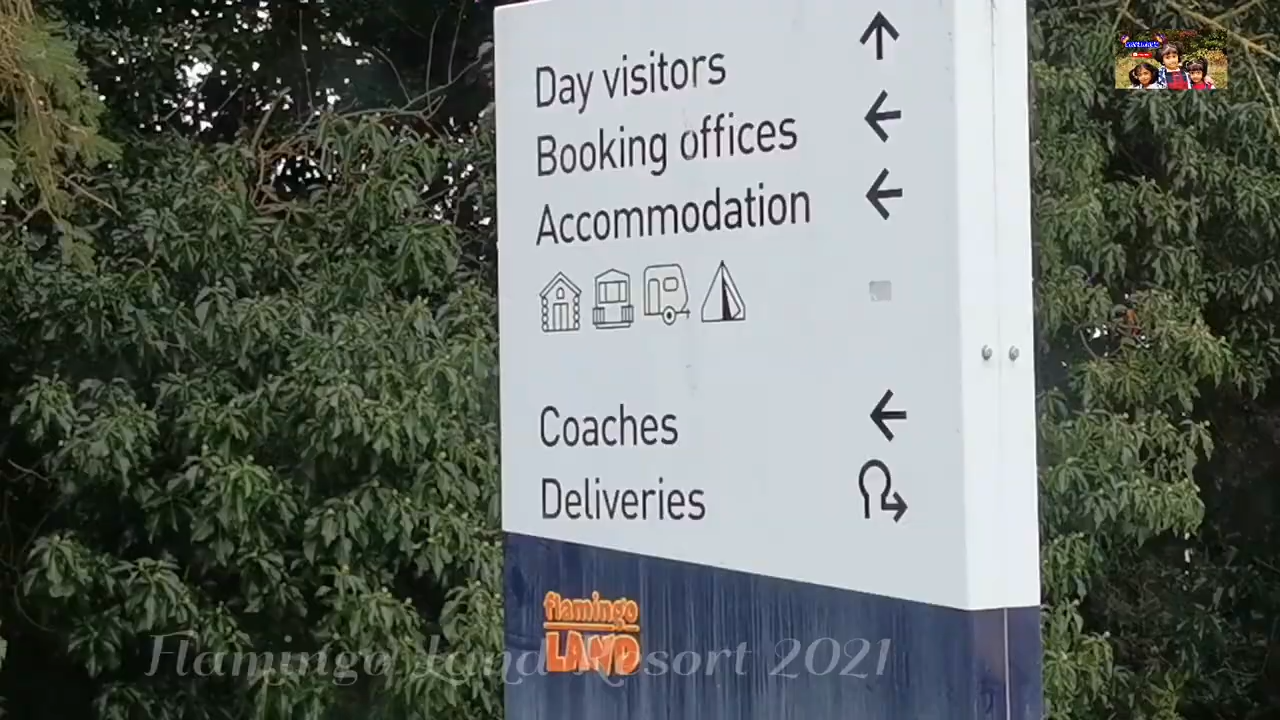 Day visitors
Booking offices
Accommodation
Coaches
Deliveries
flamingo
LAND
Flamingo Land Resort 2021